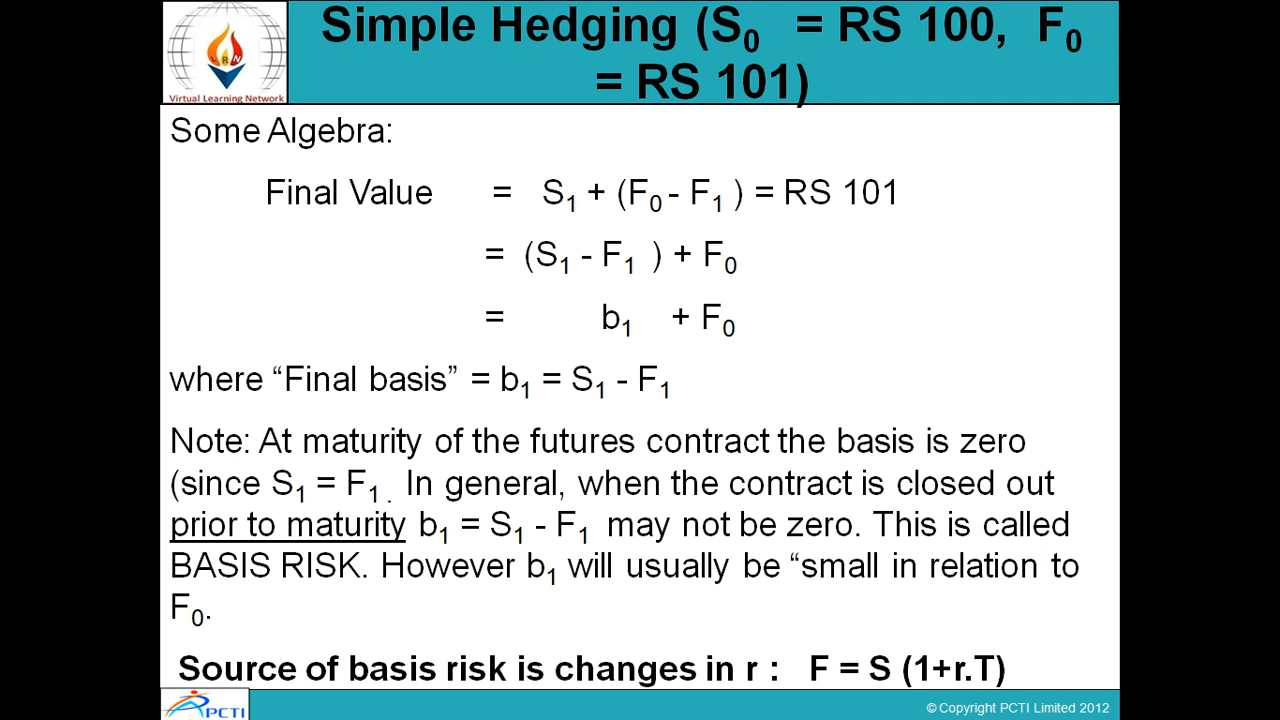 Simple Hedging (S₀ = RS 100, F₀
= RS 101)
LRN
Virtual Learning Network
Some Algebra:
Final Value = S₁ + (F₀ - F₁ ) = RS 101
= (S₁ - F₁ ) + F₀
= b₁ + F₀
where “Final basis” = b₁ = S₁ - F₁
Note: At maturity of the futures contract the basis is zero
(since S₁ = F₁ . In general, when the contract is closed out
prior to maturity b₁ = S₁ - F₁ may not be zero. This is called
BASIS RISK. However b₁ will usually be “small in relation to
F₀.
Source of basis risk is changes in r : F = S (1+r.T)
PCTI
© Copyright PCTI Limited 2012